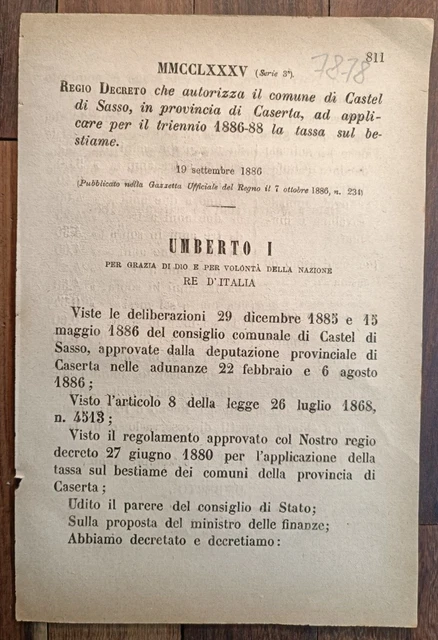 811
7878
MMCCLXXXV (Serie 3ª).
REGIO DECRETO che autorizza il comune di Castel
di Sasso, in provincia di Caserta, ad appli-
care per il triennio 1886-88 la tassa sul be-
stiame.
19 settembre 1886
(Pubblicato nella Gazzetta Ufficiale del Regno il 7 ottobre 1886, n. 234)
UMBERTO I
PER GRAZIA DI DIO E PER VOLONTÀ DELLA NAZIONE
RE D'ITALIA
Viste le deliberazioni 29 dicembre 1885 e 15
maggio 1886 del consiglio comunale di Castel di
Sasso, approvate dalla deputazione provinciale di
Caserta nelle adunanze 22 febbraio e 6 agosto
1886;
Visto l'articolo 8 della legge 26 luglio 1868,
n. 4513;
Visto il regolamento approvato col Nostro regio
decreto 27 giugno 1880 per l'applicazione della
tassa sul bestiame dei comuni della provincia di
Caserta;
Udito il parere del consiglio di Stato;
Sulla proposta del ministro delle finanze;
Abbiamo decretato e decretiamo: